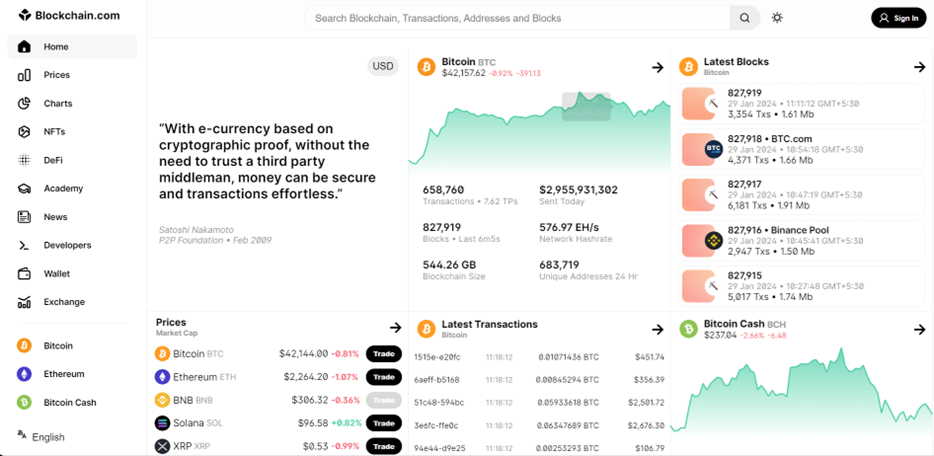 Blockchain.com
Search Blockchain, Transactions, Addresses and Blocks
Sign In
Home
Prices
Charts
NFTs
DeFi
Academy
News
Developers
Wallet
Exchange
Bitcoin
Ethereum
Bitcoin Cash
English
USD
“With e-currency based on
cryptographic proof, without the
need to trust a third party
middleman, money can be secure
and transactions effortless.”
Satoshi Nakamoto
P2P Foundation • Feb 2009
Bitcoin BTC
$42,157.62 -0.92% -391.13
658,760 $2,955,931,302
Transactions • 7.62 TPs Sent Today
827,919 576.97 EH/s
Blocks • Last 6m5s Network Hashrate
544.26 GB 683,719
Blockchain Size Unique Addresses 24 Hr
Latest Blocks
Bitcoin
827,919
29 Jan 2024 • 11:11:12 GMT+5:30
3,354 Txs • 1.61 Mb
BTC.com
827,918 • BTC.com
29 Jan 2024 • 10:54:18 GMT+5:30
4,371 Txs • 1.66 Mb
827,917
29 Jan 2024 • 10:47:19 GMT+5:30
6,181 Txs • 1.91 Mb
827,916 • Binance Pool
29 Jan 2024 • 10:45:41 GMT+5:30
2,947 Txs • 1.50 Mb
827,915
29 Jan 2024 • 10:27:48 GMT+5:30
5,017 Txs • 1.74 Mb
Prices
Market Cap
Bitcoin BTC $42,144.00 -0.81% Trade
Ethereum ETH $2,264.20 -1.07% Trade
BNB BNB $306.32 -0.36% Trade
Solana SOL $96.58 +0.82% Trade
XRP XRP $0.53 -0.99% Trade
Latest Transactions
Bitcoin
1515e-e20fc 11:18:12 0.01071436 BTC $451.74
6aeff-b5168 11:18:12 0.00845294 BTC $356.39
51c48-594bc 11:18:12 0.05933618 BTC $2,501.72
3e6fc-ffe0c 11:18:12 0.06347689 BTC $2,676.30
94e44-d9e25 11:18:12 0.00253293 BTC $106.79
Bitcoin Cash BCH
$237.04 -2.66% -6.48